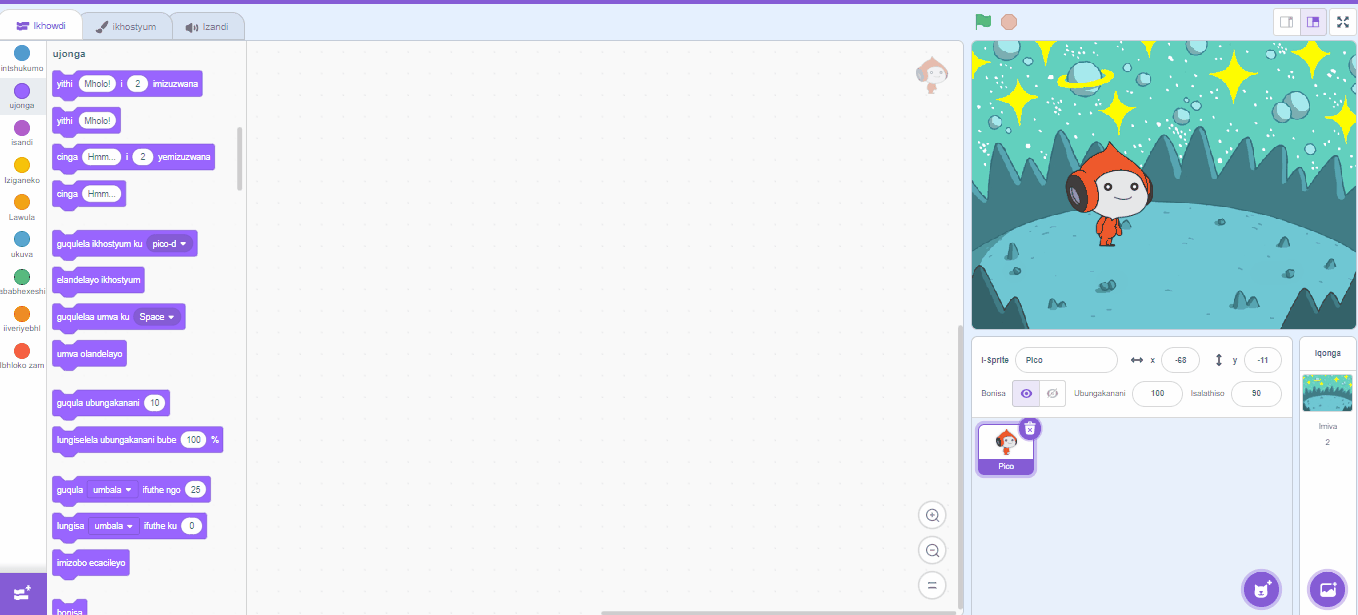 Ikhowdi
ikhostyum
Izandi
intshukumo
ujonga
isandi
Iziganeko
Lawula
ukuva
ababhexeshi
iiveriyebhl
Ibhloko zam
ujonga
yithi Mholo! i 2 imizuzwana
yithi Mholo!
cinga Hmm... i 2 yemizuzwana
cinga Hmm...
guqulela ikhostyum ku pico-d
elandelayo ikhostyum
guqulelaa umva ku Space
umva olandelayo
guqula ubungakanani 10
lungiselela ubungakanani bube 100 %
guqula umbala ifuthe ngo 25
lungisa umbala ifuthe ku 0
imizobo ecacileyo
bonisa
I-Sprite Pico x -68 y -11
Bonisa Ubungakanani 100 Isalathiso 90
Pico
Iqonga
Imiva
2